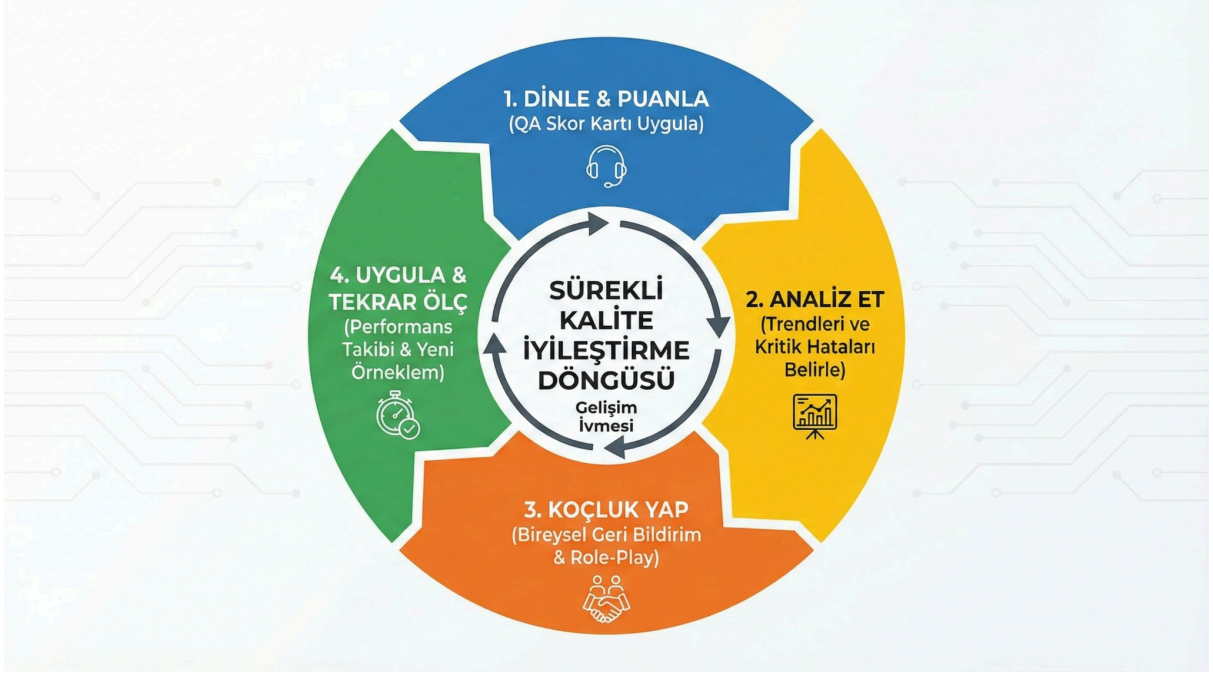 1. DİNLE & PUANLA
(QA Skor Kartı Uygula)
2. ANALİZ ET
(Trendleri ve
Kritik Hataları
Belirle)
3. KOÇLUK YAP
(Bireysel Geri Bildirim
& Role-Play)
4. UYGULA &
TEKRAR ÖLÇ
(Performans
Takibi & Yeni
Örneklem)
SÜREKLİ
KALİTE
İYİLEŞTİRME
DÖNGÜSÜ
Gelişim
İvmesi